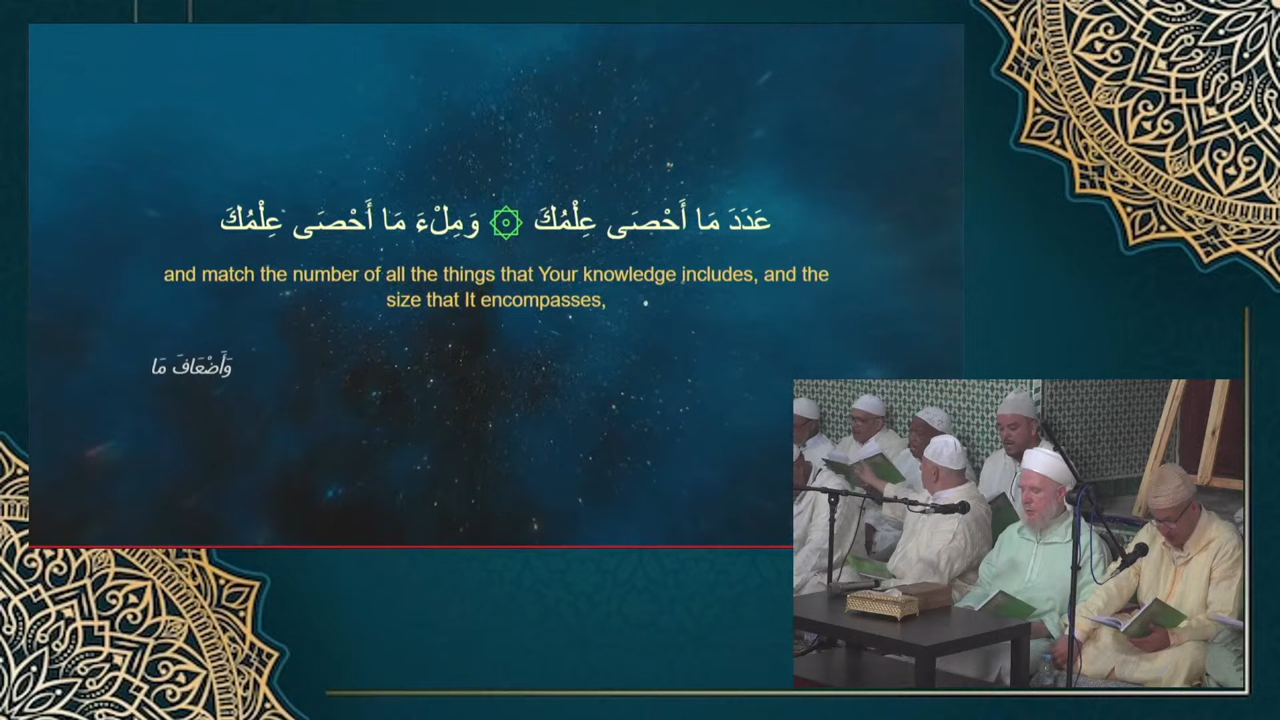 عَدَدَ مَا أَحْصَى عِلْمُكَ ۞ وَمِلْءَ مَا أَحْصَى عِلْمُكَ
and match the number of all the things that Your knowledge includes, and the
size that It encompasses,
وَأَضْعَافَ مَا